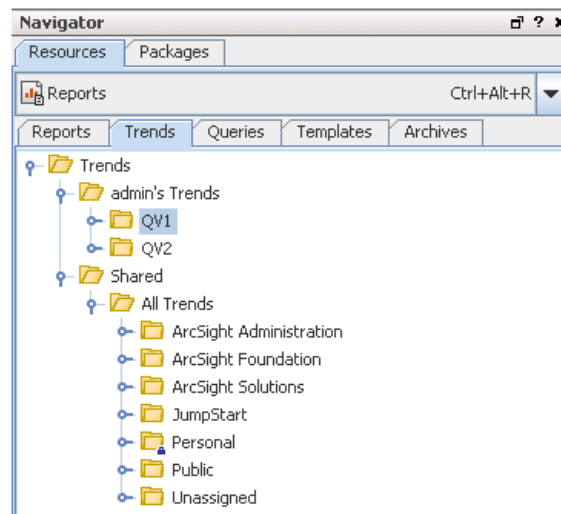 Navigator ?
Resources Packages
Reports Ctrl+Alt+R
Reports Trends Queries Templates Archives
Trends
admin's Trends
QV1
QV2
Shared
All Trends
ArcSight Administration
ArcSight Foundation
ArcSight Solutions
JumpStart
Personal
Public
Unassigned